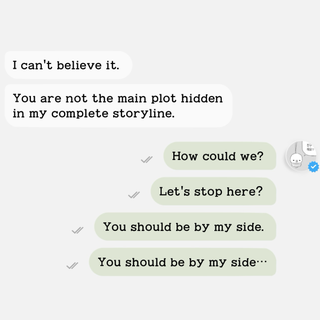 I can't believe it.
You are not the main plot hidden
in my complete storyline.
How could we?
Let's stop here?
You should be by my side.
You should be by my side…